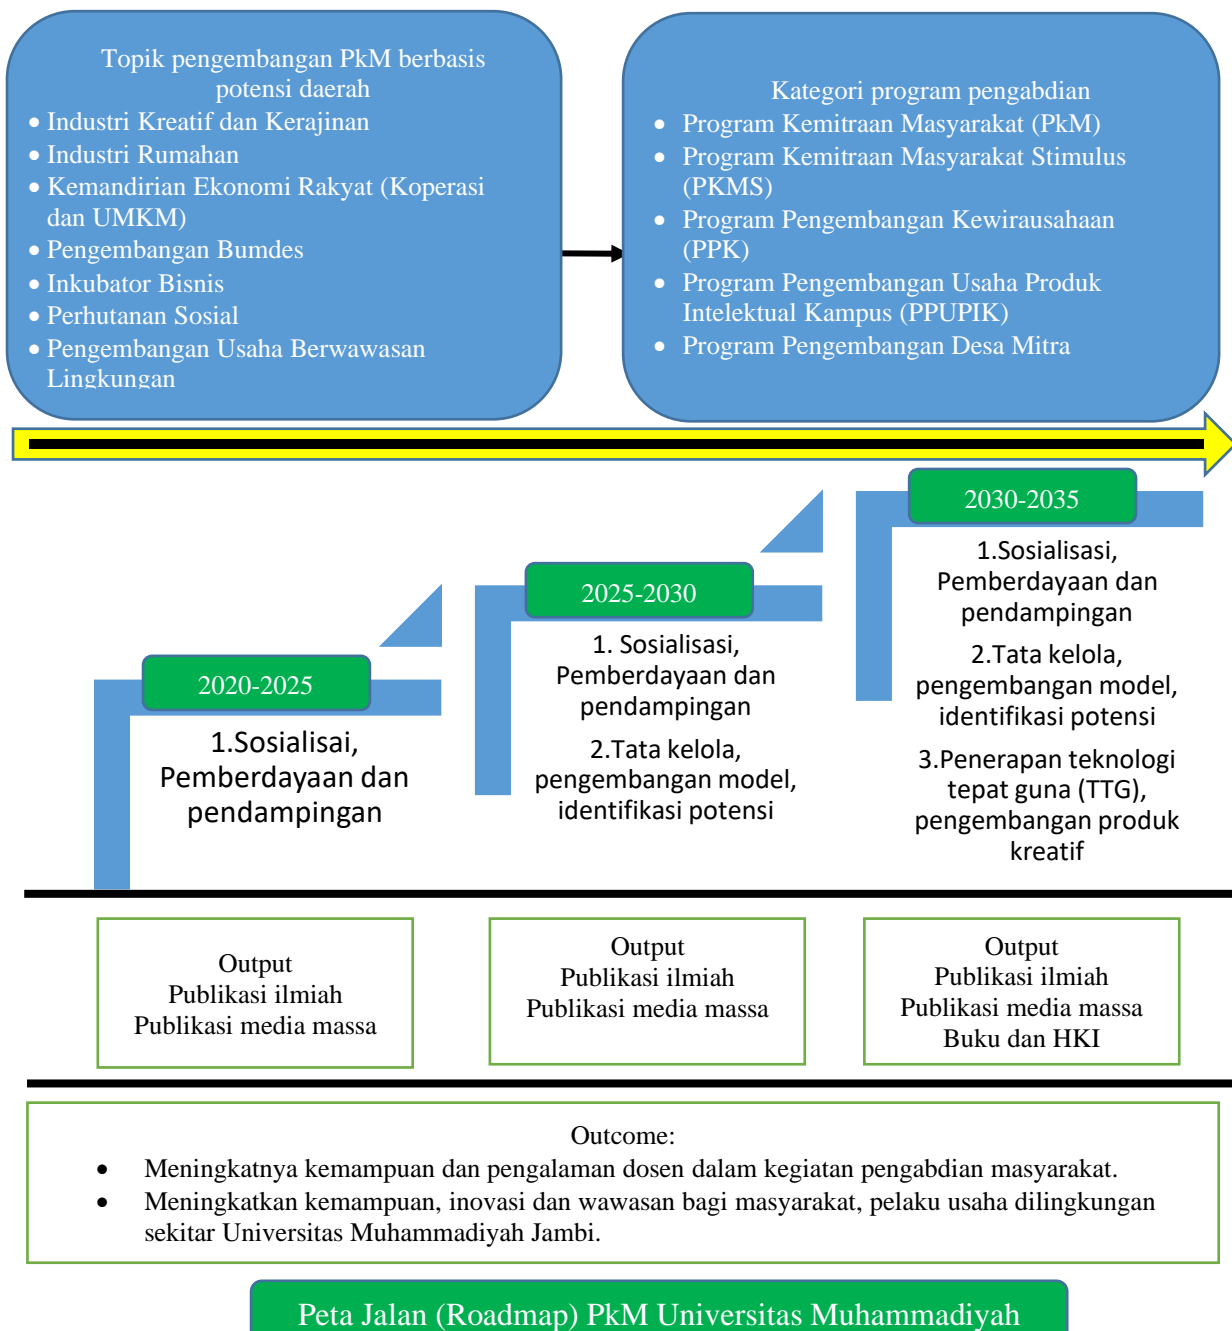 Topik pengembangan PkM berbasis
potensi daerah
• Industri Kreatif dan Kerajinan
• Industri Rumahan
• Kemandirian Ekonomi Rakyat (Koperasi
dan UMKM)
• Pengembangan Bumdes
• Inkubator Bisnis
• Perhutanan Sosial
• Pengembangan Usaha Berwawasan
Lingkungan
Kategori program pengabdian
• Program Kemitraan Masyarakat (PkM)
• Program Kemitraan Masyarakat Stimulus
(PKMS)
• Program Pengembangan Kewirausahaan
(PPK)
• Program Pengembangan Usaha Produk
Intelektual Kampus (PPUPIK)
• Program Pengembangan Desa Mitra
2020-2025
1.Sosialisai,
Pemberdayaan dan
pendampingan
2025-2030
1. Sosialisasi,
Pemberdayaan dan
pendampingan
2.Tata kelola,
pengembangan model,
identifikasi potensi
2030-2035
1.Sosialisasi,
Pemberdayaan dan
pendampingan
2.Tata kelola,
pengembangan model,
identifikasi potensi
3.Penerapan teknologi
tepat guna (TTG),
pengembangan produk
kreatif
Output
Publikasi ilmiah
Publikasi media massa
Output
Publikasi ilmiah
Publikasi media massa
Output
Publikasi ilmiah
Publikasi media massa
Buku dan HKI
Outcome:
• Meningkatnya kemampuan dan pengalaman dosen dalam kegiatan pengabdian masyarakat.
• Meningkatkan kemampuan, inovasi dan wawasan bagi masyarakat, pelaku usaha dilingkungan
sekitar Universitas Muhammadiyah Jambi.
Peta Jalan (Roadmap) PkM Universitas Muhammadiyah